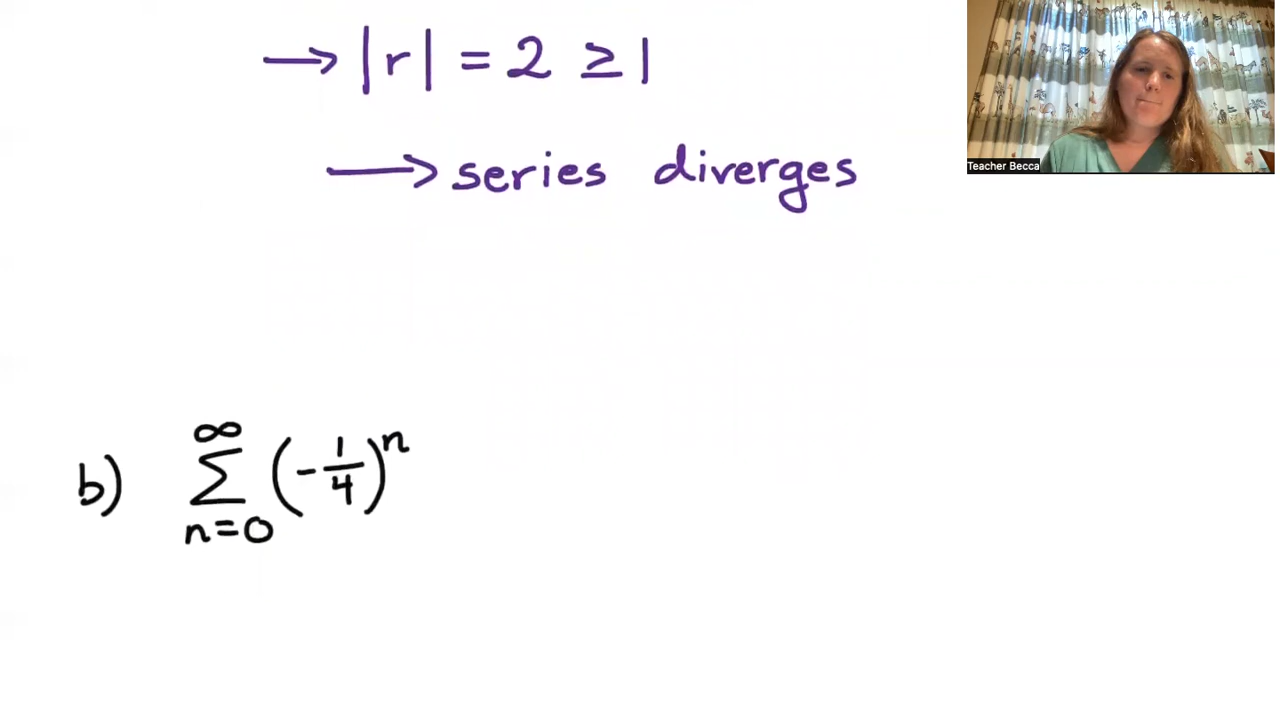 → |r| = 2 ≥ 1
Teacher Becca
→ series diverges
b) ∞ ∑ n=0 (-1/4)^n